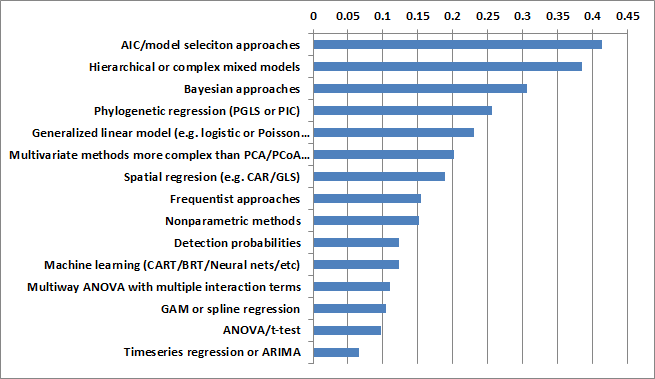 0 0.05 0.1 0.15 0.2 0.25 0.3 0.35 0.4 0.45
AIC/model seleciton approaches
Hierarchical or complex mixed models
Bayesian approaches
Phylogenetic regression (PGLS or PIC)
Generalized linear model (e.g. logistic or Poisson...
Multivariate methods more complex than PCA/PCoA...
Spatial regresion (e.g. CAR/GLS)
Frequentist approaches
Nonparametric methods
Detection probabilities
Machine learning (CART/BRT/Neural nets/etc)
Multiway ANOVA with multiple interaction terms
GAM or spline regression
ANOVA/t-test
Timeseries regression or ARIMA